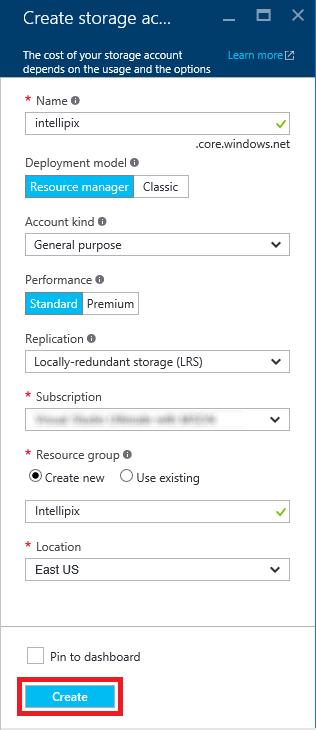 Create storage ac...
The cost of your storage account
depends on the usage and the options
Learn more
* Name
intellipix
.core.windows.net
Deployment model
Resource manager
Classic
Account kind
General purpose
Performance
Standard
Premium
Replication
Locally-redundant storage (LRS)
* Subscription
* Resource group
Create new
Use existing
Intellipix
* Location
East US
Pin to dashboard
Create